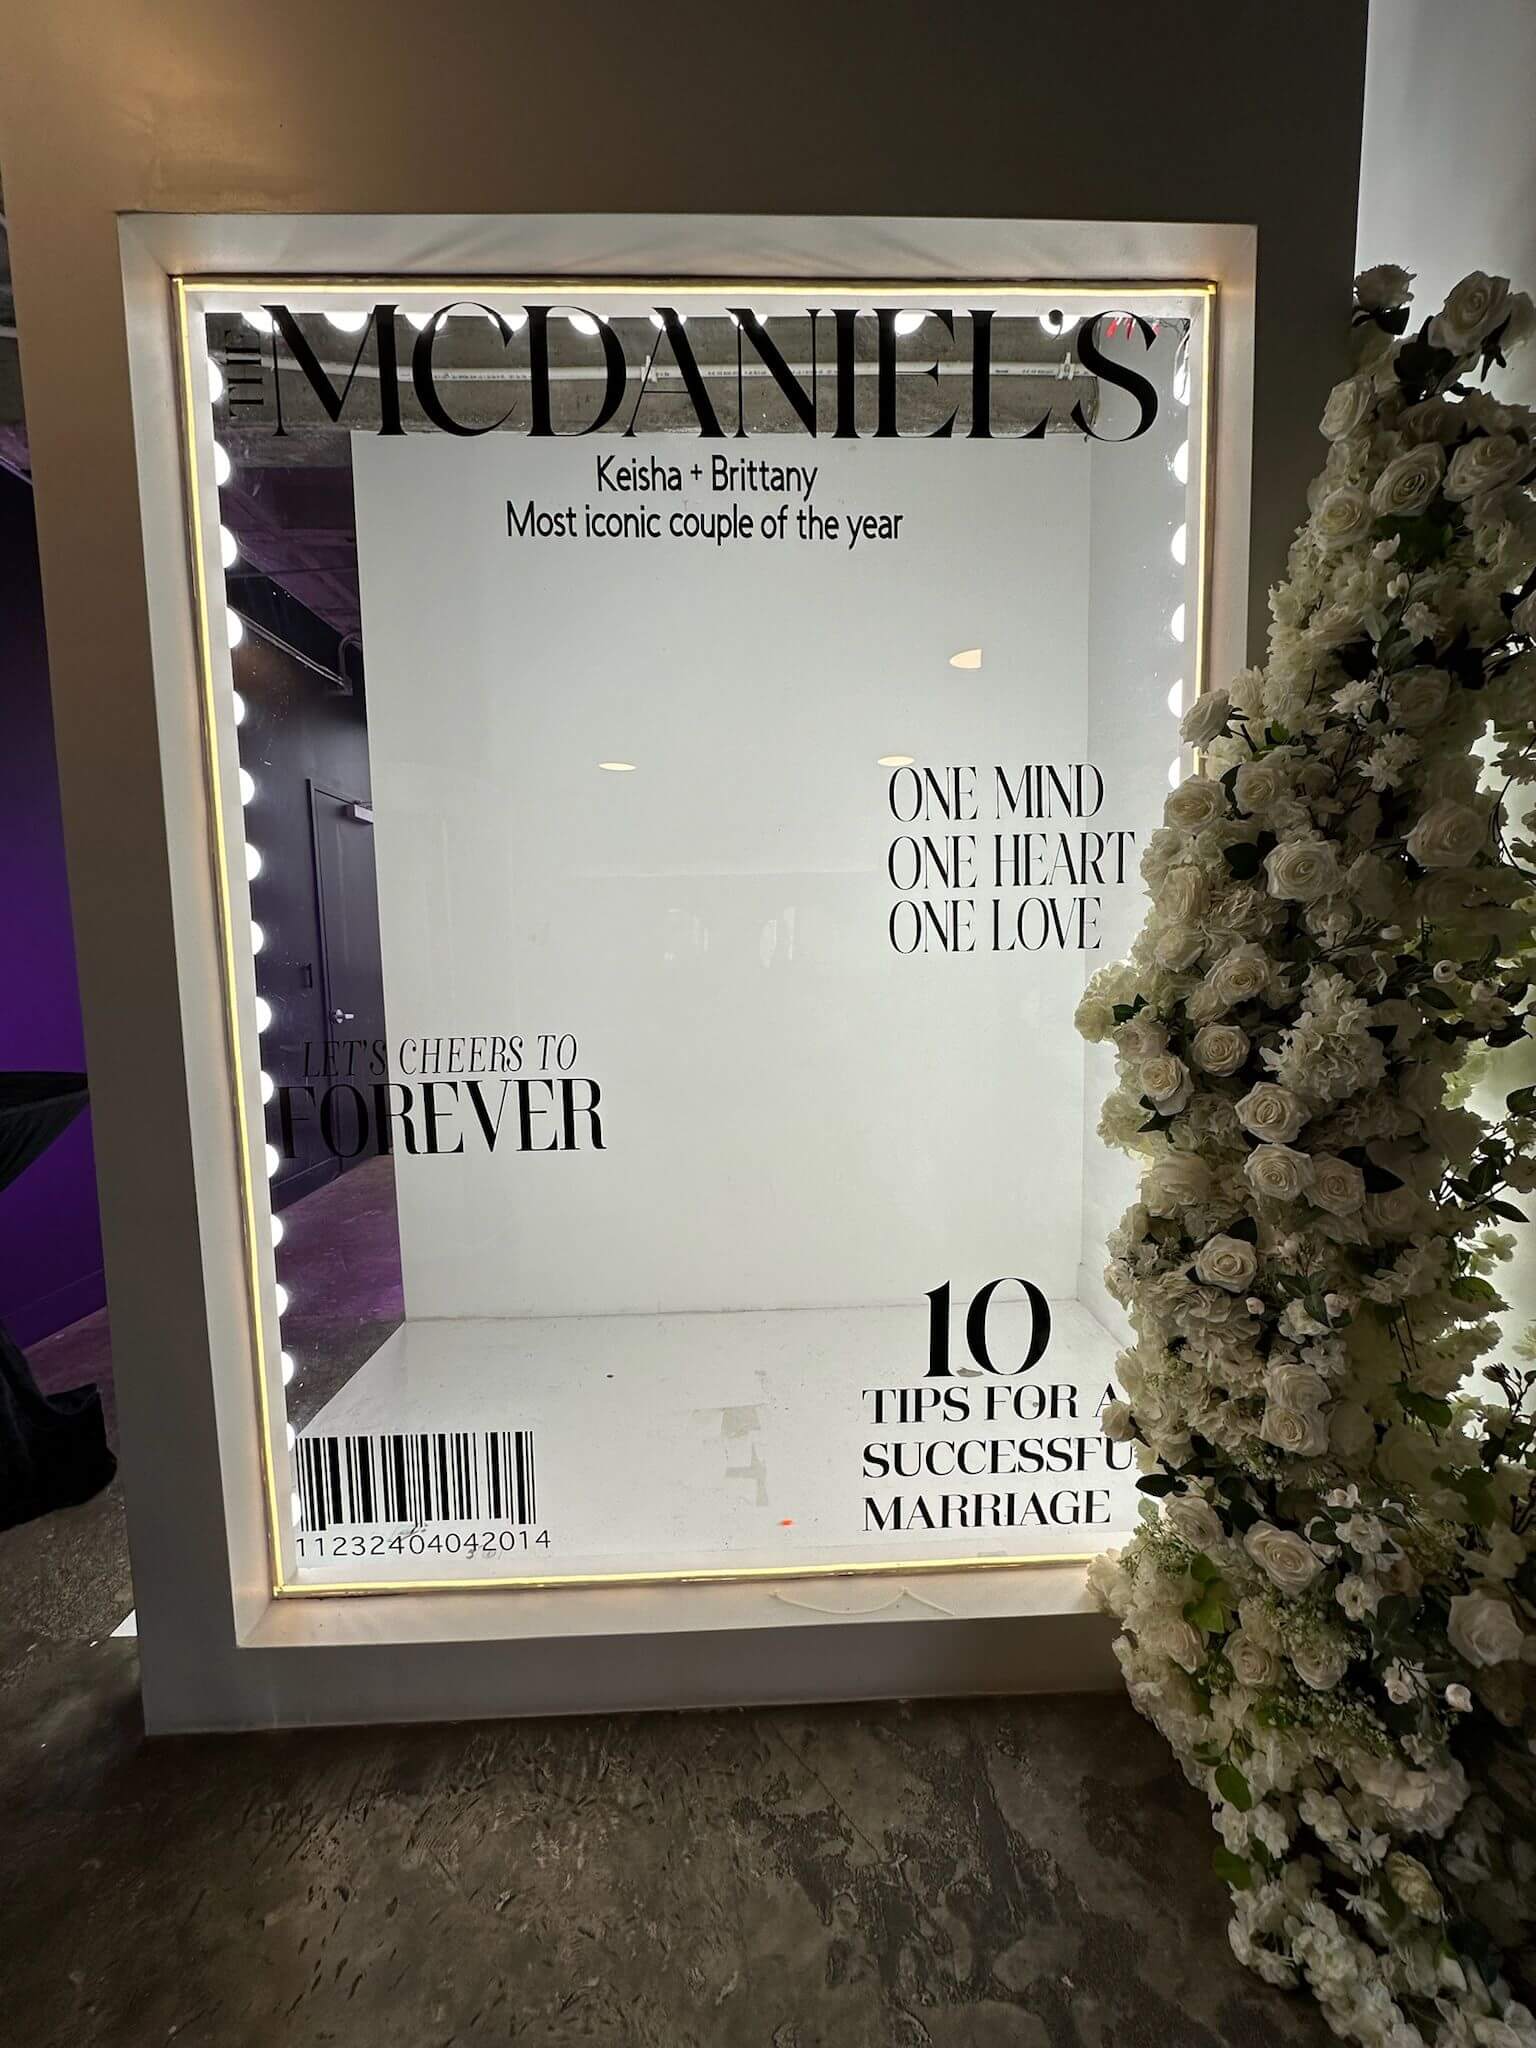 THE MCDANIEL'S
Keisha + Brittany
Most iconic couple of the year
ONE MIND
ONE HEART
ONE LOVE
LET'S CHEERS TO
FOREVER
10
TIPS FOR A
SUCCESSFU
MARRIAGE
11232404042014